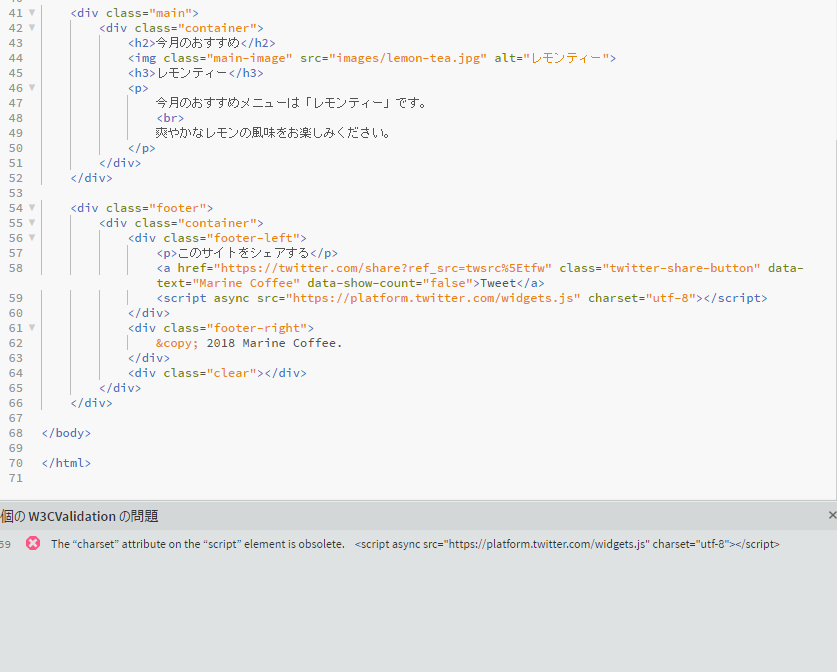 41 ▼ <div class="main">
42 ▼ <div class="container">
43 <h2>今月のおすすめ</h2>
44 <img class="main-image" src="images/lemon-tea.jpg" alt="レモンティー">
45 <h3>レモンティー</h3>
46 ▼ <p>
47 今月のおすすめメニューは「レモンティー」です。
48 <br>
49 爽やかなレモンの風味をお楽しみください。
50 </p>
51 </div>
52 </div>
53
54 ▼ <div class="footer">
55 ▼ <div class="container">
56 ▼ <div class="footer-left">
57 <p>このサイトをシェアする</p>
58 <a href="https://twitter.com/share?ref_src=twsrc%5Etfw" class="twitter-share-button" data-
text="Marine Coffee" data-show-count="false">Tweet</a>
59 <script async src="https://platform.twitter.com/widgets.js" charset="utf-8"></script>
60 </div>
61 ▼ <div class="footer-right">
62 &copy; 2018 Marine Coffee.
63 </div>
64 <div class="clear"></div>
65 </div>
66 </div>
67
68 </body>
69
70 </html>
71
個の W3CValidation の問題 ×
59 The “charset” attribute on the “script” element is obsolete. <script async src="https://platform.twitter.com/widgets.js" charset="utf-8"></script>